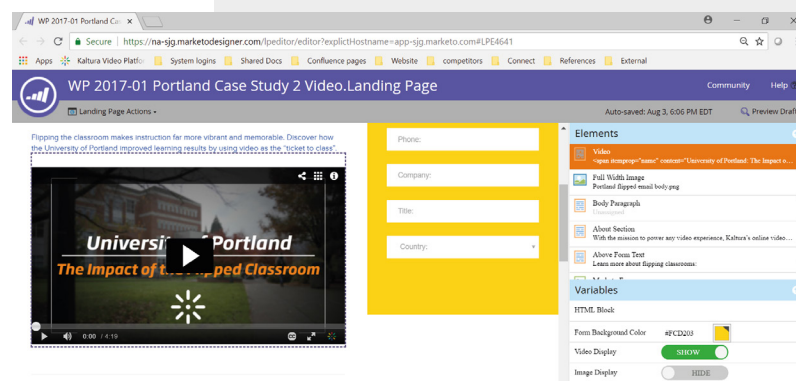 WP 2017-01 Portland Ca
Secure | https://na-sjg.marketodesigner.com/lpeditor/editor?explictHostname=app-sjg.marketo.com#LPE4641
Apps Kaltura Video Platfo System logins Shared Docs Confluence pages Website competitors Connect References External
WP 2017-01 Portland Case Study 2 Video.Landing Page
Community Help
Landing Page Actions
Auto-saved: Aug 3, 6:06 PM EDT Preview Draft
Flipping the classroom makes instruction far more vibrant and memorable. Discover how
the University of Portland improved learning results by using video as the "ticket to class".
University of Portland
The Impact of the Flipped Classroom
0:00 / 4:19
Phone:
Company:
Title:
Country:
Elements
Video
<span itemprop="name" content="University of Portland: The Impact o...
Full Width Image
Portland flipped email body.png
Body Paragraph
Unassigned
About Section
With the mission to power any video experience, Kaltura's online video...
Above Form Text
Learn more about flipping classrooms:
Variables
HTML Block
Form Background Color #FCD203
Video Display SHOW
Image Display HIDE